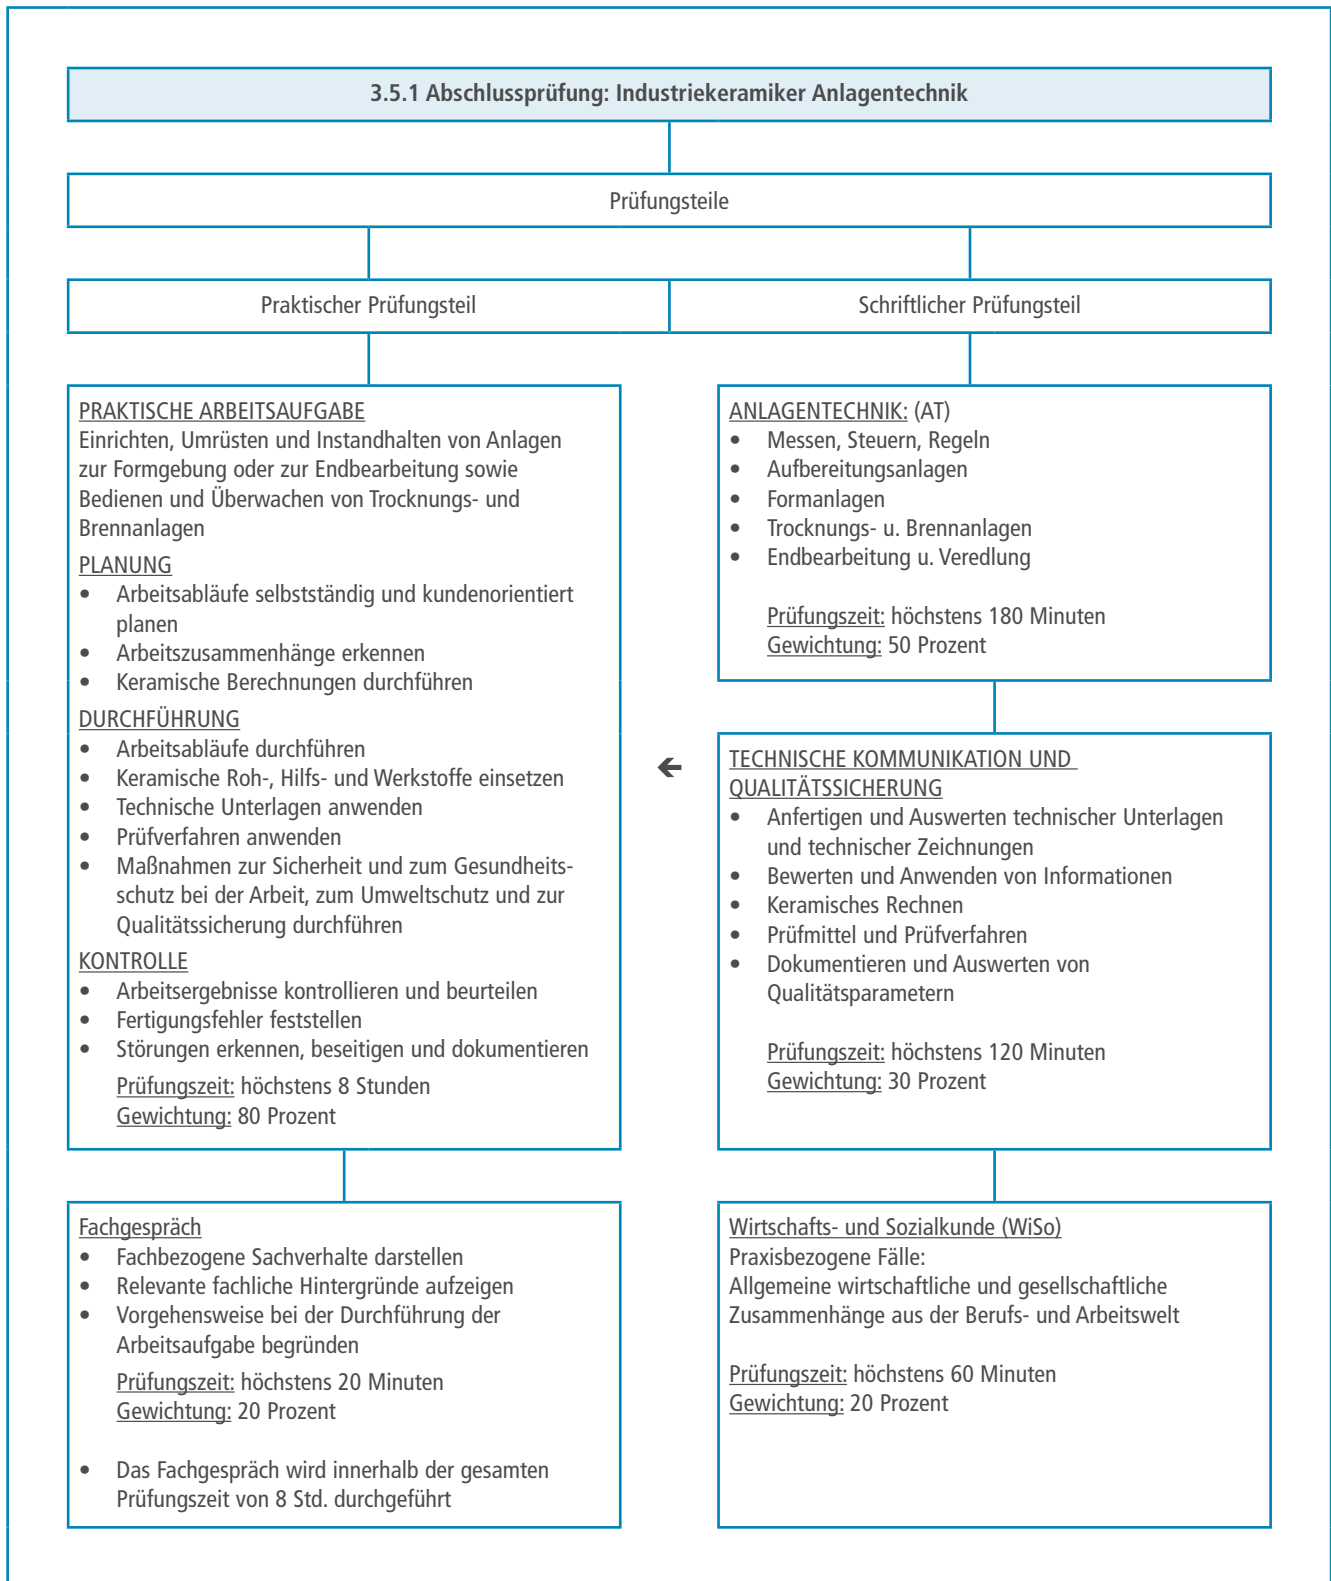 3.5.1 Abschlussprüfung: Industriekeramiker Anlagentechnik
Prüfungsteile
Praktischer Prüfungsteil
Schriftlicher Prüfungsteil
PRAKTISCHE ARBEITSAUFGABE
Einrichten, Umrüsten und Instandhalten von Anlagen
zur Formgebung oder zur Endbearbeitung sowie
Bedienen und Überwachen von Trocknungs- und
Brennanlagen
PLANUNG
• Arbeitsabläufe selbstständig und kundenorientiert
planen
• Arbeitszusammenhänge erkennen
• Keramische Berechnungen durchführen
DURCHFÜHRUNG
• Arbeitsabläufe durchführen
• Keramische Roh-, Hilfs- und Werkstoffe einsetzen
• Technische Unterlagen anwenden
• Prüfverfahren anwenden
• Maßnahmen zur Sicherheit und zum Gesundheits-
schutz bei der Arbeit, zum Umweltschutz und zur
Qualitätssicherung durchführen
KONTROLLE
• Arbeitsergebnisse kontrollieren und beurteilen
• Fertigungsfehler feststellen
• Störungen erkennen, beseitigen und dokumentieren
Prüfungszeit: höchstens 8 Stunden
Gewichtung: 80 Prozent
Fachgespräch
• Fachbezogene Sachverhalte darstellen
• Relevante fachliche Hintergründe aufzeigen
• Vorgehensweise bei der Durchführung der
Arbeitsaufgabe begründen
Prüfungszeit: höchstens 20 Minuten
Gewichtung: 20 Prozent
• Das Fachgespräch wird innerhalb der gesamten
Prüfungszeit von 8 Std. durchgeführt
ANLAGENTECHNIK: (AT)
• Messen, Steuern, Regeln
• Aufbereitungsanlagen
• Formanlagen
• Trocknungs- u. Brennanlagen
• Endbearbeitung u. Veredlung
Prüfungszeit: höchstens 180 Minuten
Gewichtung: 50 Prozent
TECHNISCHE KOMMUNIKATION UND
QUALITÄTSSICHERUNG
• Anfertigen und Auswerten technischer Unterlagen
und technischer Zeichnungen
• Bewerten und Anwenden von Informationen
• Keramisches Rechnen
• Prüfmittel und Prüfverfahren
• Dokumentieren und Auswerten von
Qualitätsparametern
Prüfungszeit: höchstens 120 Minuten
Gewichtung: 30 Prozent
Wirtschafts- und Sozialkunde (WiSo)
Praxisbezogene Fälle:
Allgemeine wirtschaftliche und gesellschaftliche
Zusammenhänge aus der Berufs- und Arbeitswelt
Prüfungszeit: höchstens 60 Minuten
Gewichtung: 20 Prozent